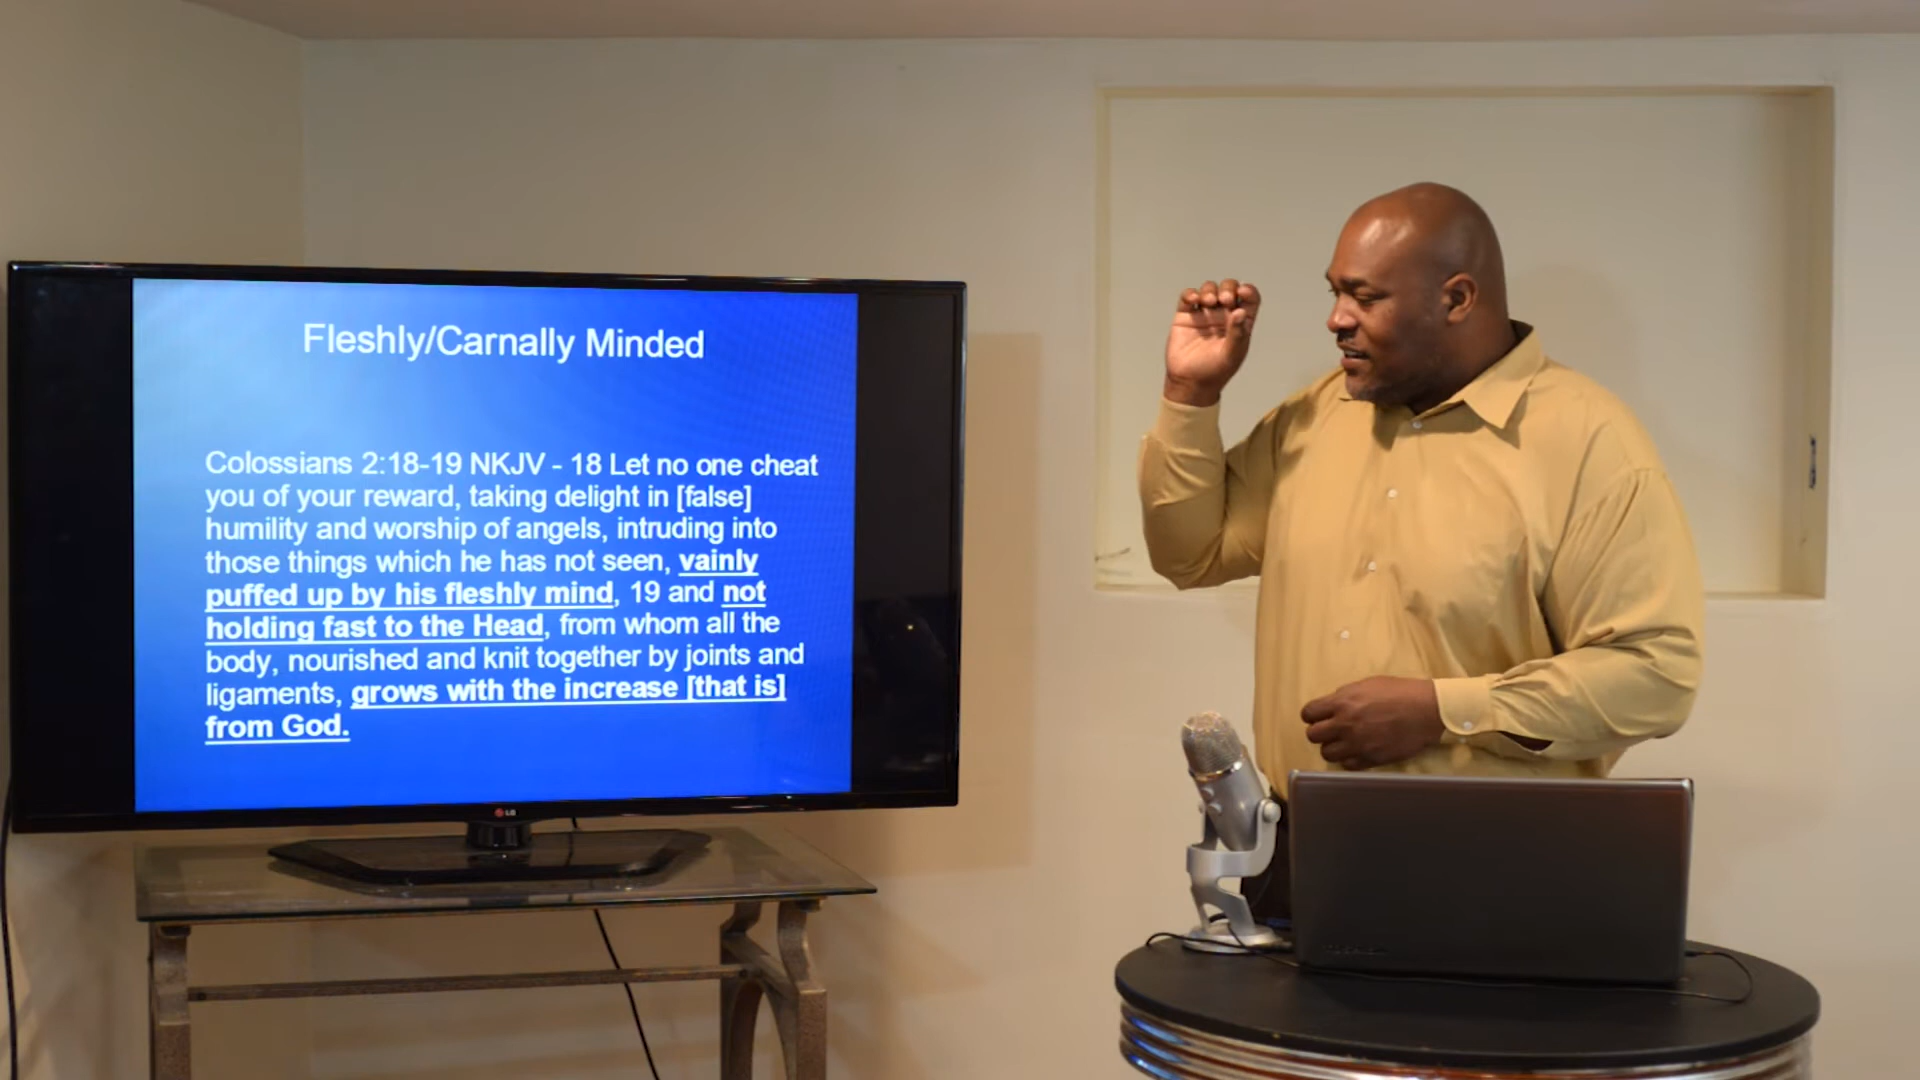 Fleshly/Carnally Minded
Colossians 2:18-19 NKJV - 18 Let no one cheat
you of your reward, taking delight in [false]
humility and worship of angels, intruding into
those things which he has not seen, vainly
puffed up by his fleshly mind, 19 and not
holding fast to the Head, from whom all the
body, nourished and knit together by joints and
ligaments, grows with the increase [that is]
from God.
LG